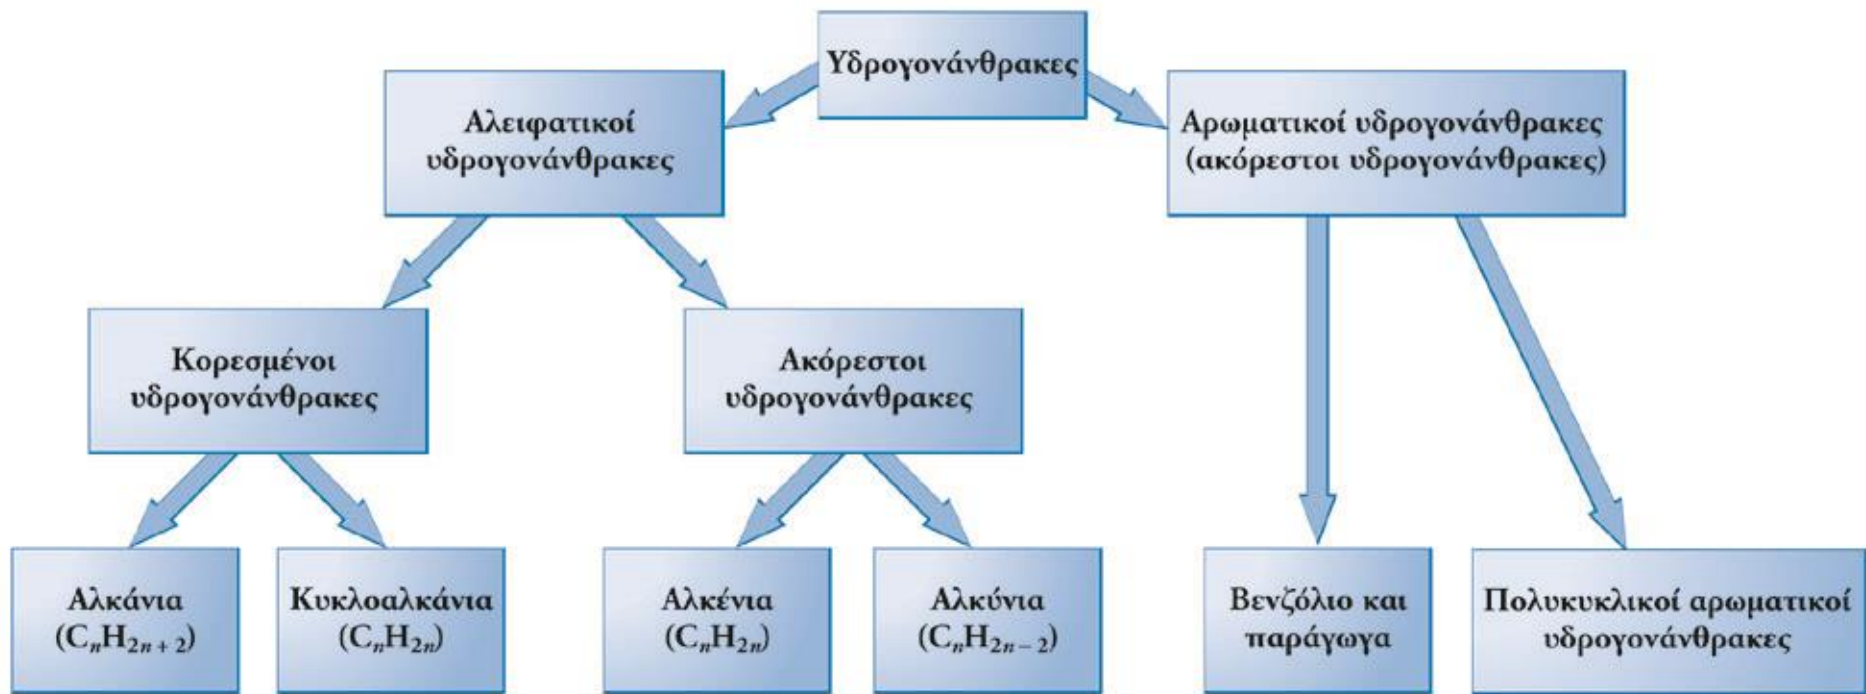 Υδρογονάνθρακες
Αλειφατικοί
υδρογονάνθρακες
Αρωματικοί υδρογονάνθρακες
(ακόρεστοι υδρογονάνθρακες)
Κορεσμένοι
υδρογονάνθρακες
Ακόρεστοι
υδρογονάνθρακες
Αλκάνια
(CₙH₂ₙ₊₂)
Κυκλοαλκάνια
(CₙH₂ₙ)
Αλκένια
(CₙH₂ₙ)
Αλκύνια
(CₙH₂ₙ₋₂)
Βενζόλιο και
παράγωγα
Πολυκυκλικοί αρωματικοί
υδρογονάνθρακες